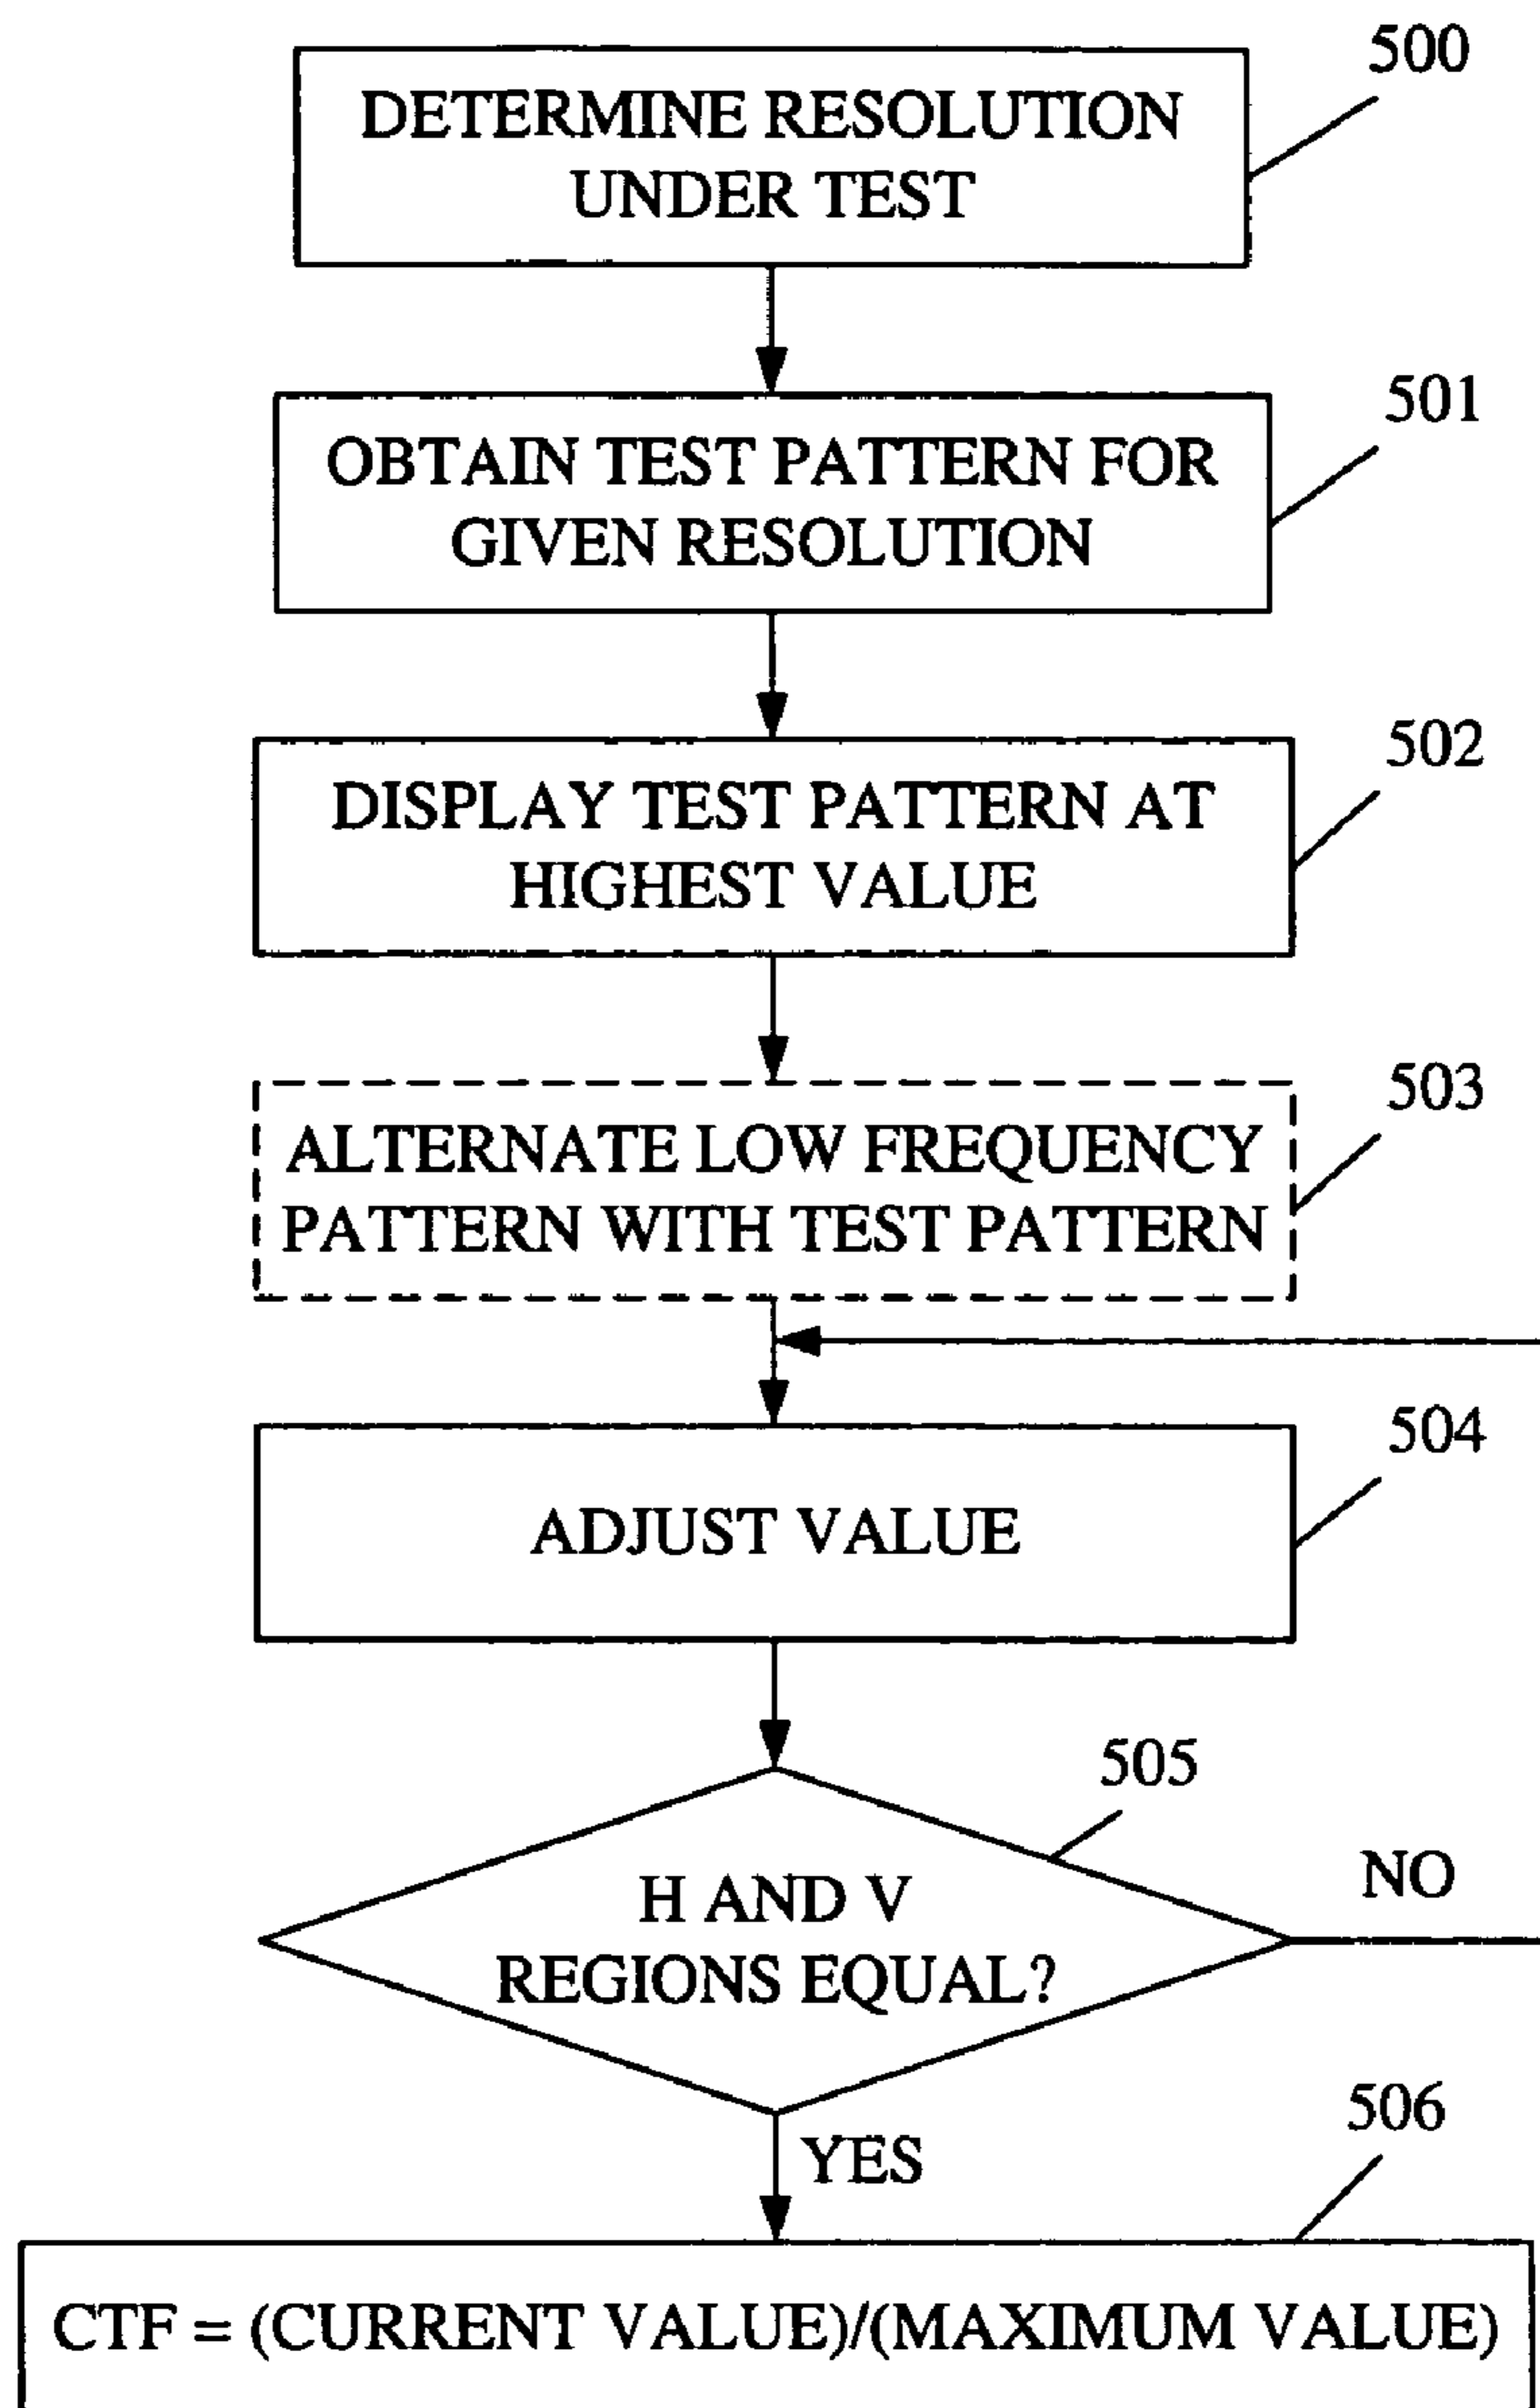 500
DETERMINE RESOLUTION
UNDER TEST
501
OBTAIN TEST PATTERN FOR
GIVEN RESOLUTION
502
DISPLAY TEST PATTERN AT
HIGHEST VALUE
503
ALTERNATE LOW FREQUENCY
PATTERN WITH TEST PATTERN
504
ADJUST VALUE
505
H AND V
REGIONS EQUAL?
NO
YES
506
CTF = (CURRENT VALUE)/(MAXIMUM VALUE)